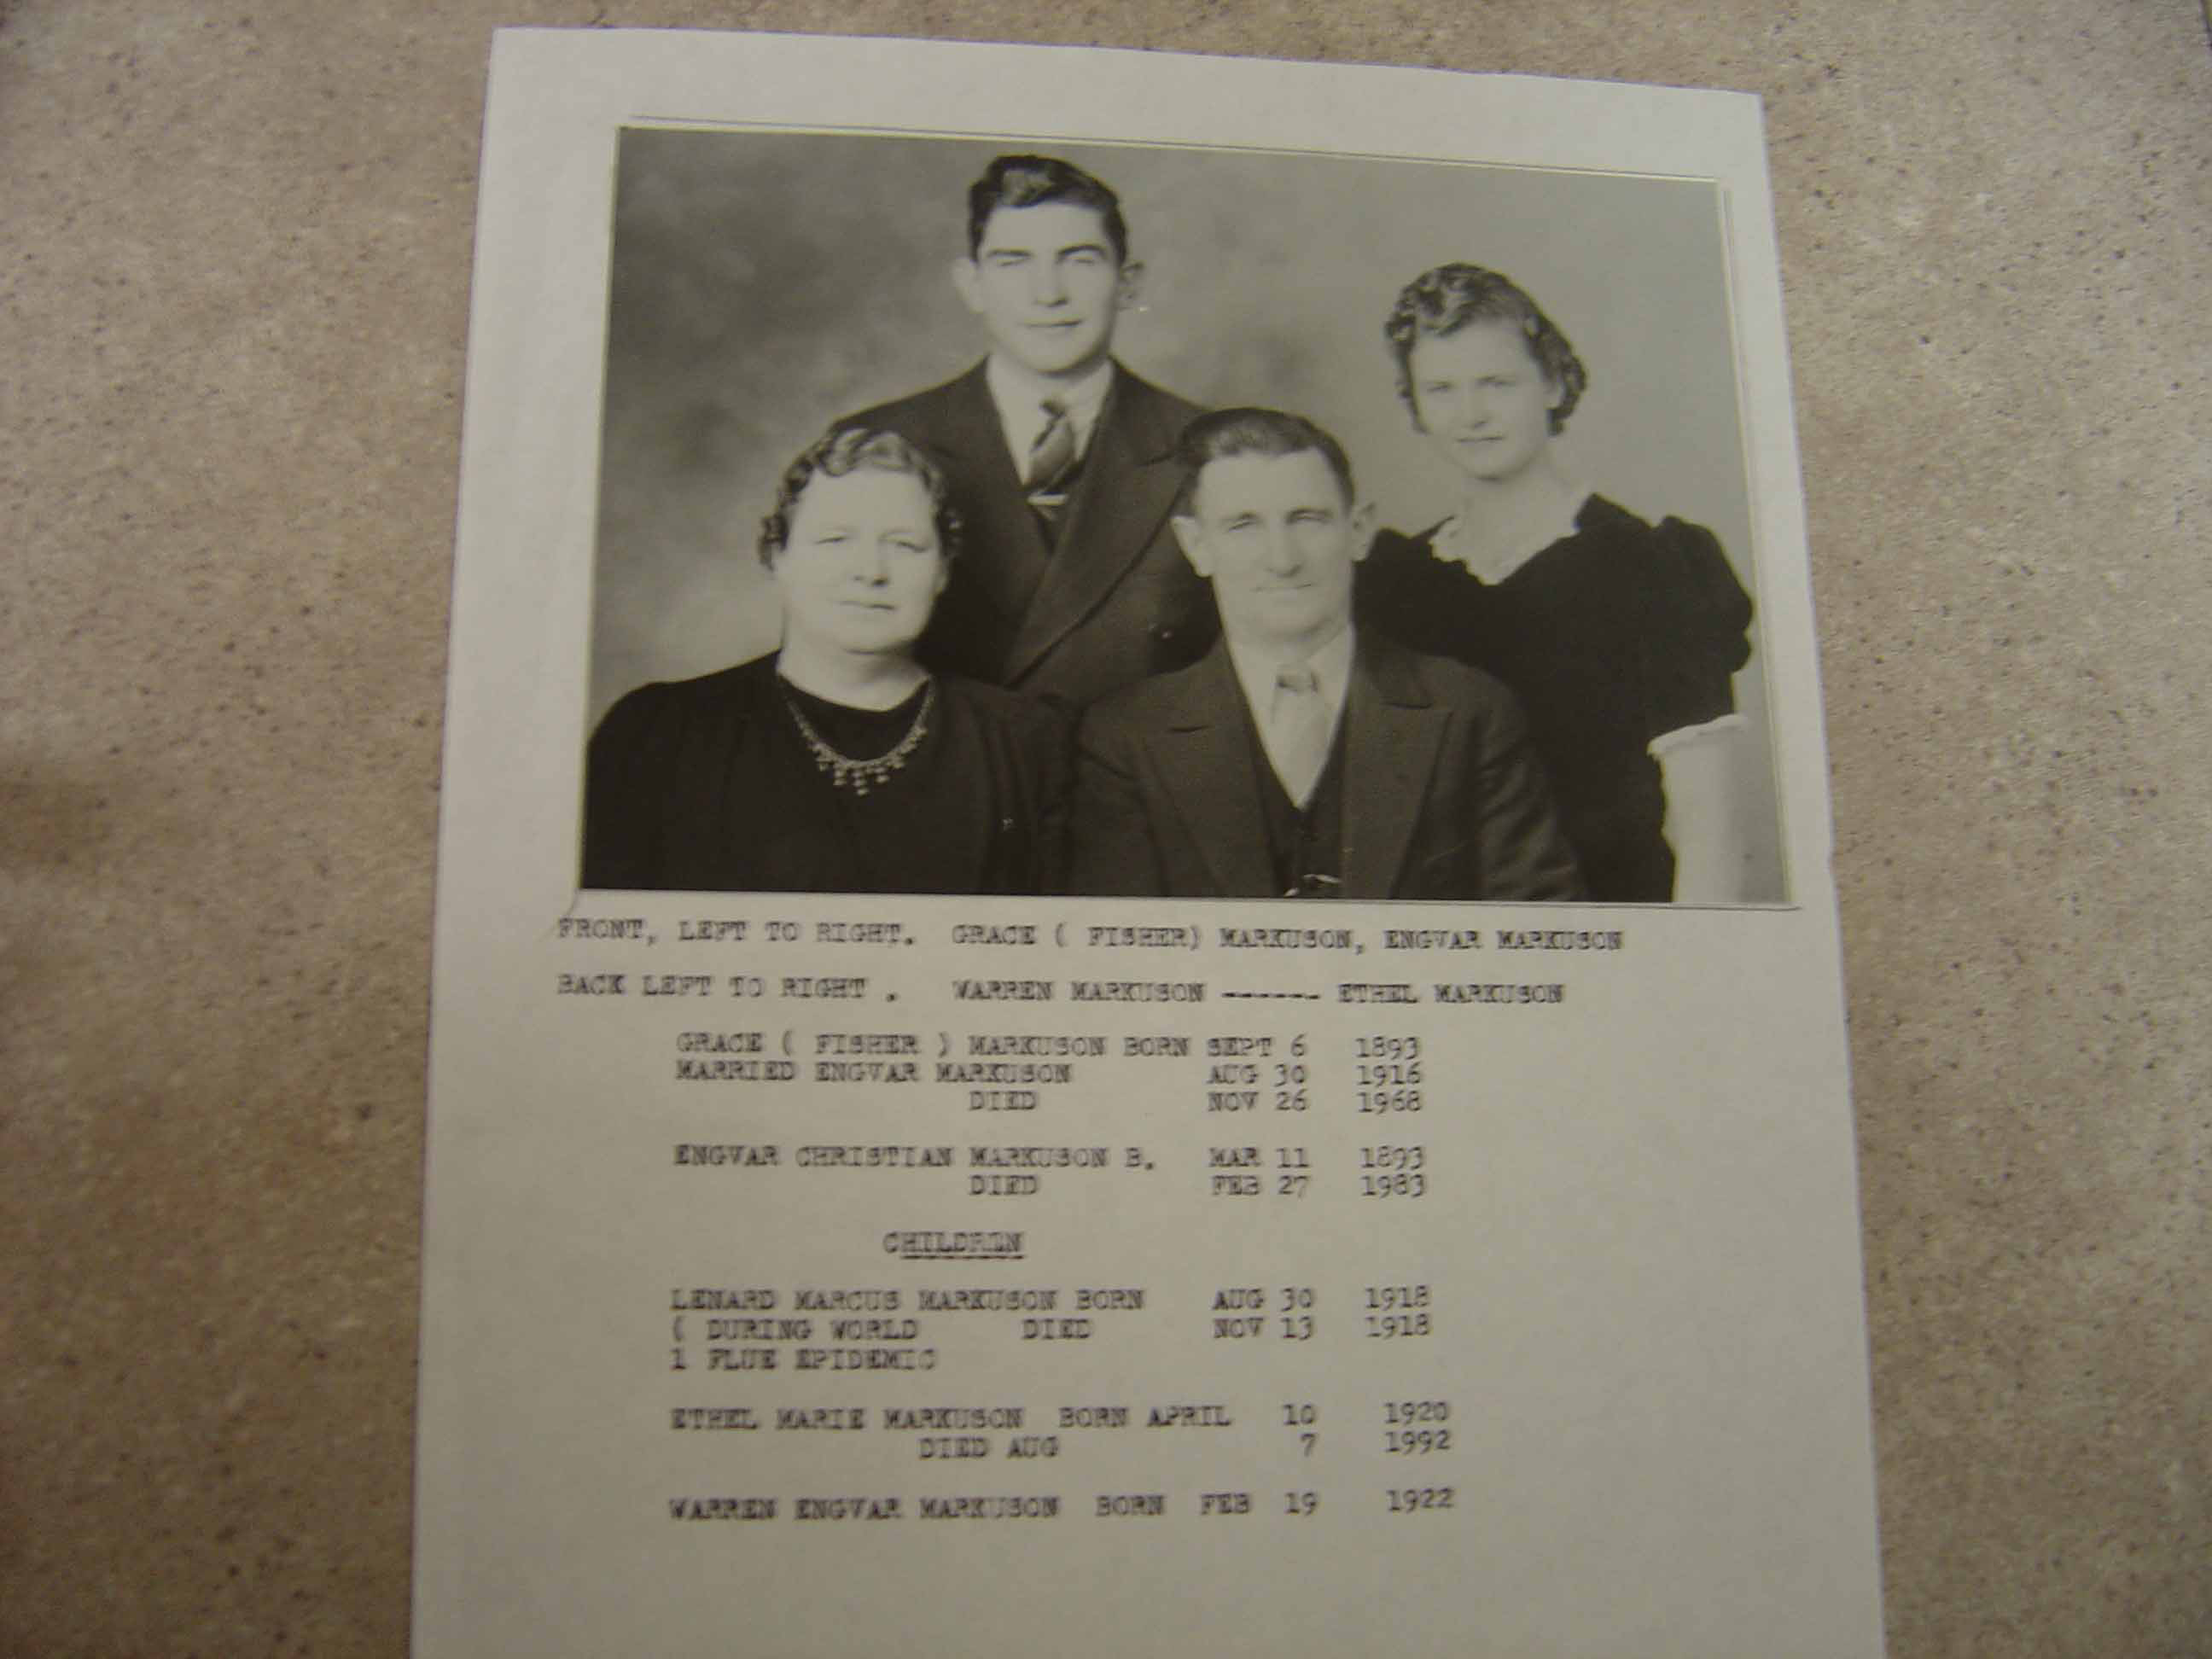 FRONT, LEFT TO RIGHT. GRACE ( FISHER) MARKUSON, ENGVAR MARKUSON
BACK LEFT TO RIGHT . WARREN MARKUSON ------ ETHEL MARKUSON
GRACE ( FISHER ) MARKUSON BORN SEPT 6 1893
MARRIED ENGVAR MARKUSON AUG 30 1916
DIED NOV 26 1968
ENGVAR CHRISTIAN MARKUSON B. MAR 11 1893
DIED FEB 27 1983
CHILDREN
LENARD MARCUS MARKUSON BORN AUG 30 1918
( DURING WORLD DIED NOV 13 1918
1 FLUE EPIDEMIC
ETHEL MARIE MARKUSON BORN APRIL 10 1920
DIED AUG 7 1992
WARREN ENGVAR MARKUSON BORN FEB 19 1922